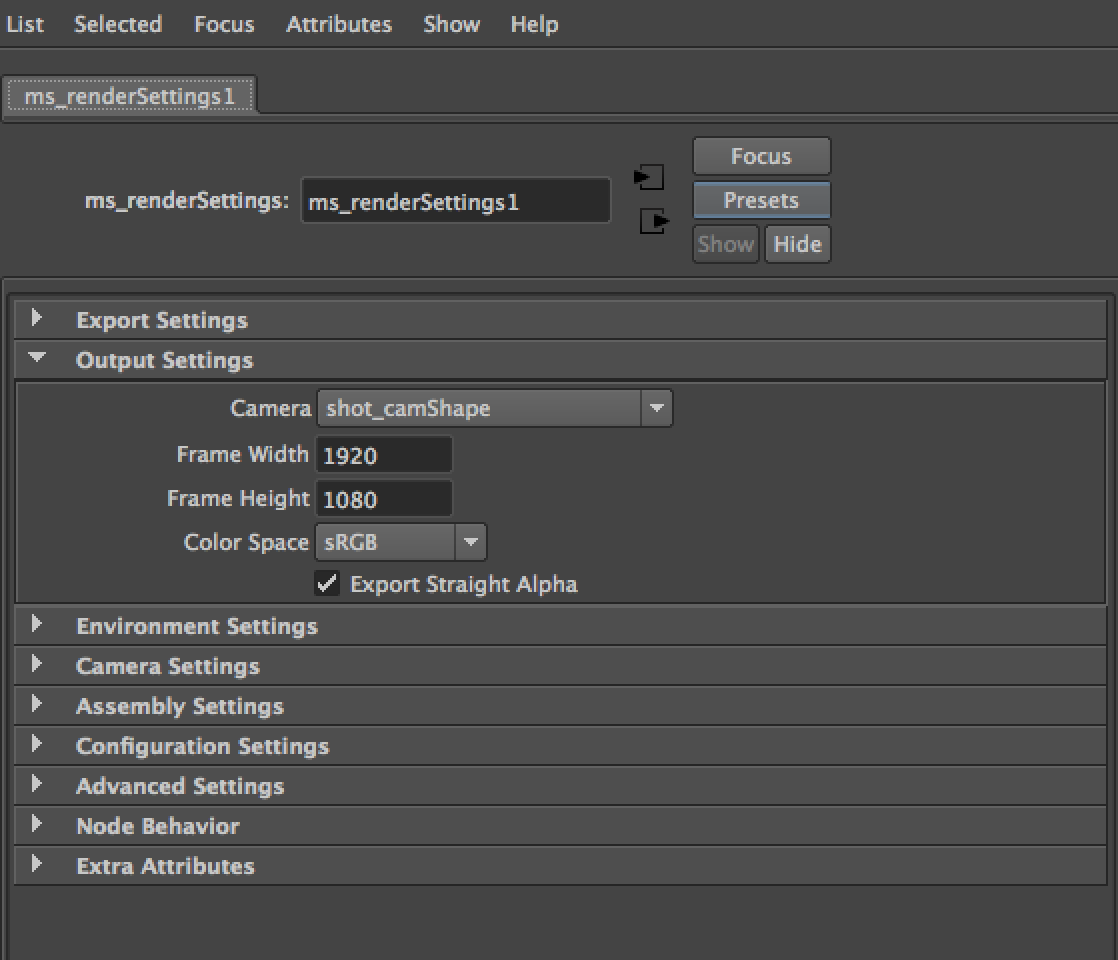 List Selected Focus Attributes Show Help
ms_renderSettings1
Focus
ms_renderSettings: ms_renderSettings1 Presets
Show Hide
Export Settings
Output Settings
Camera shot_camShape
Frame Width 1920
Frame Height 1080
Color Space sRGB
Export Straight Alpha
Environment Settings
Camera Settings
Assembly Settings
Configuration Settings
Advanced Settings
Node Behavior
Extra Attributes